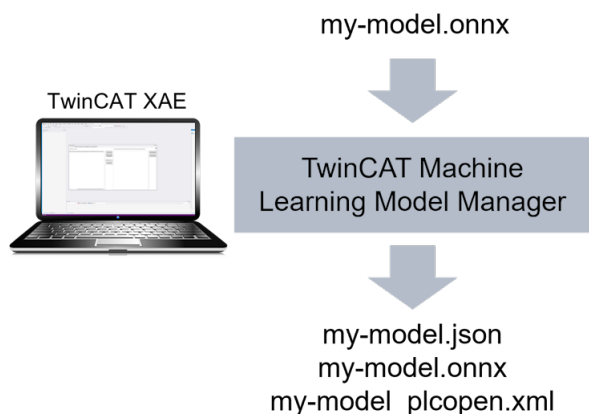 my-model.onnx
TwinCAT XAE
TwinCAT Machine
Learning Model Manager
my-model.json
my-model.onnx
my-model_plcopen.xml